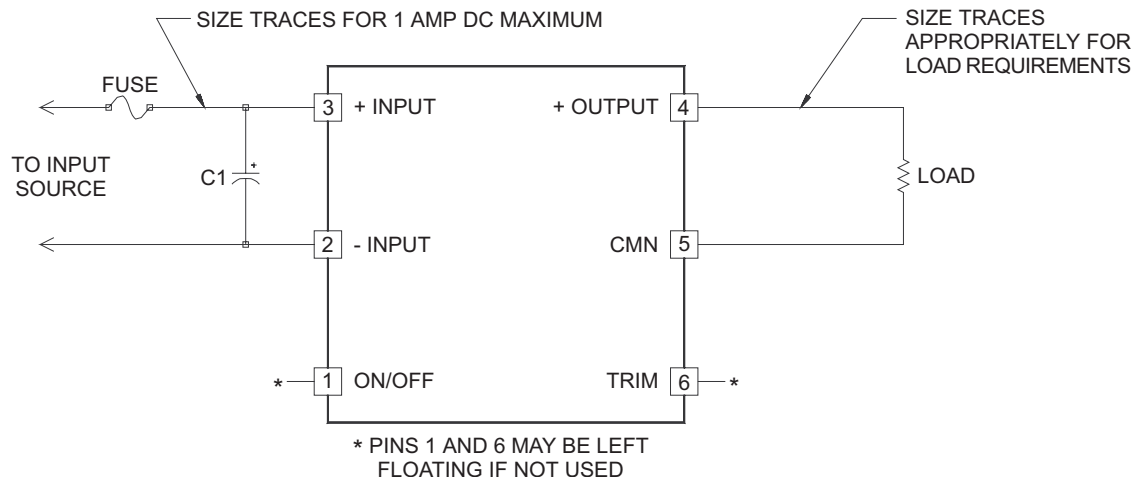 SIZE TRACES FOR 1 AMP DC MAXIMUM
SIZE TRACES
APPROPRIATELY FOR
LOAD REQUIREMENTS
FUSE
3 + INPUT
+ OUTPUT 4
TO INPUT
SOURCE
C1 +
LOAD
2 - INPUT
CMN 5
* 1 ON/OFF
TRIM 6 *
* PINS 1 AND 6 MAY BE LEFT
FLOATING IF NOT USED